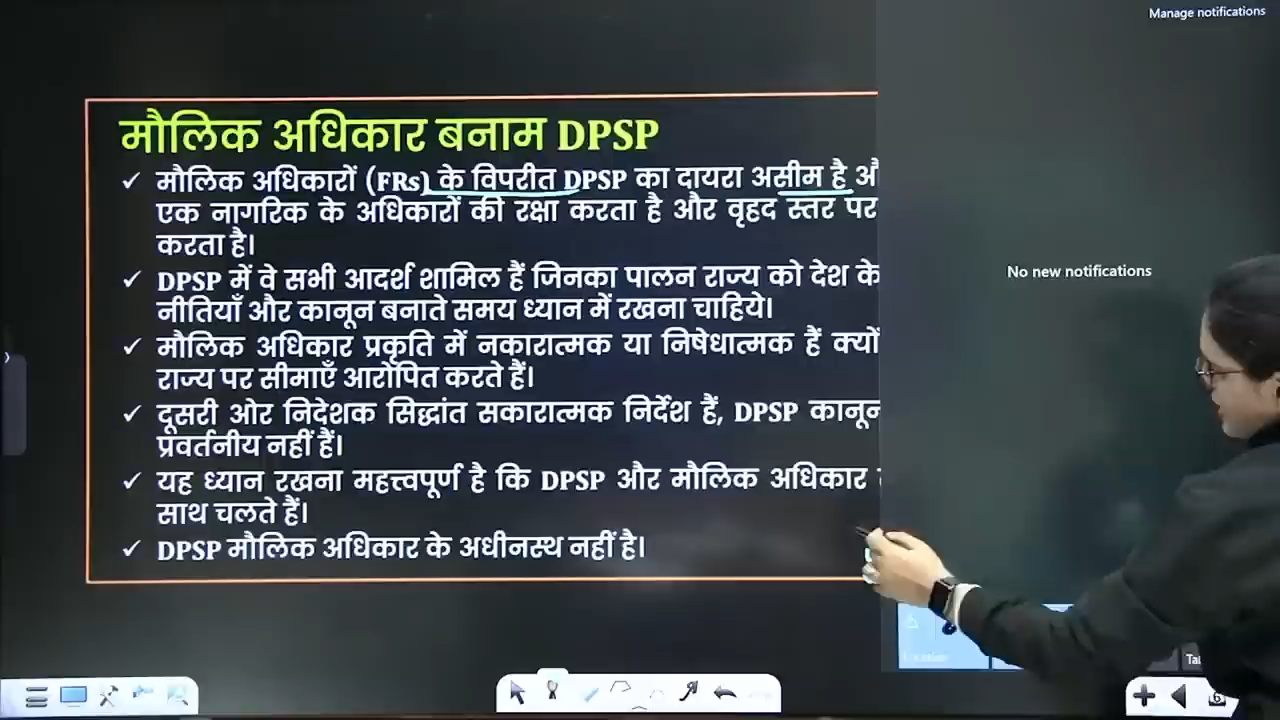 Manage notifications
मौलिक अधिकार बनाम DPSP
✓ मौलिक अधिकारों (FRs) के विपरीत DPSP का दायरा असीम है
एक नागरिक के अधिकारों की रक्षा करता है और वृहद स्तर पर
करता है।
✓ DPSP में वे सभी आदर्श शामिल हैं जिनका पालन राज्य को देश के
नीतियाँ और कानून बनाते समय ध्यान में रखना चाहिये।
✓ मौलिक अधिकार प्रकृति में नकारात्मक या निषेधात्मक हैं
राज्य पर सीमाएँ आरोपित करते हैं।
✓ दूसरी ओर निदेशक सिद्धांत सकारात्मक निर्देश हैं, DPSP
प्रवर्तनीय नहीं हैं।
✓ यह ध्यान रखना महत्त्वपूर्ण है कि DPSP और मौलिक अधिकार
साथ चलते हैं।
✓ DPSP मौलिक अधिकार के अधीनस्थ नहीं है।
No new notifications